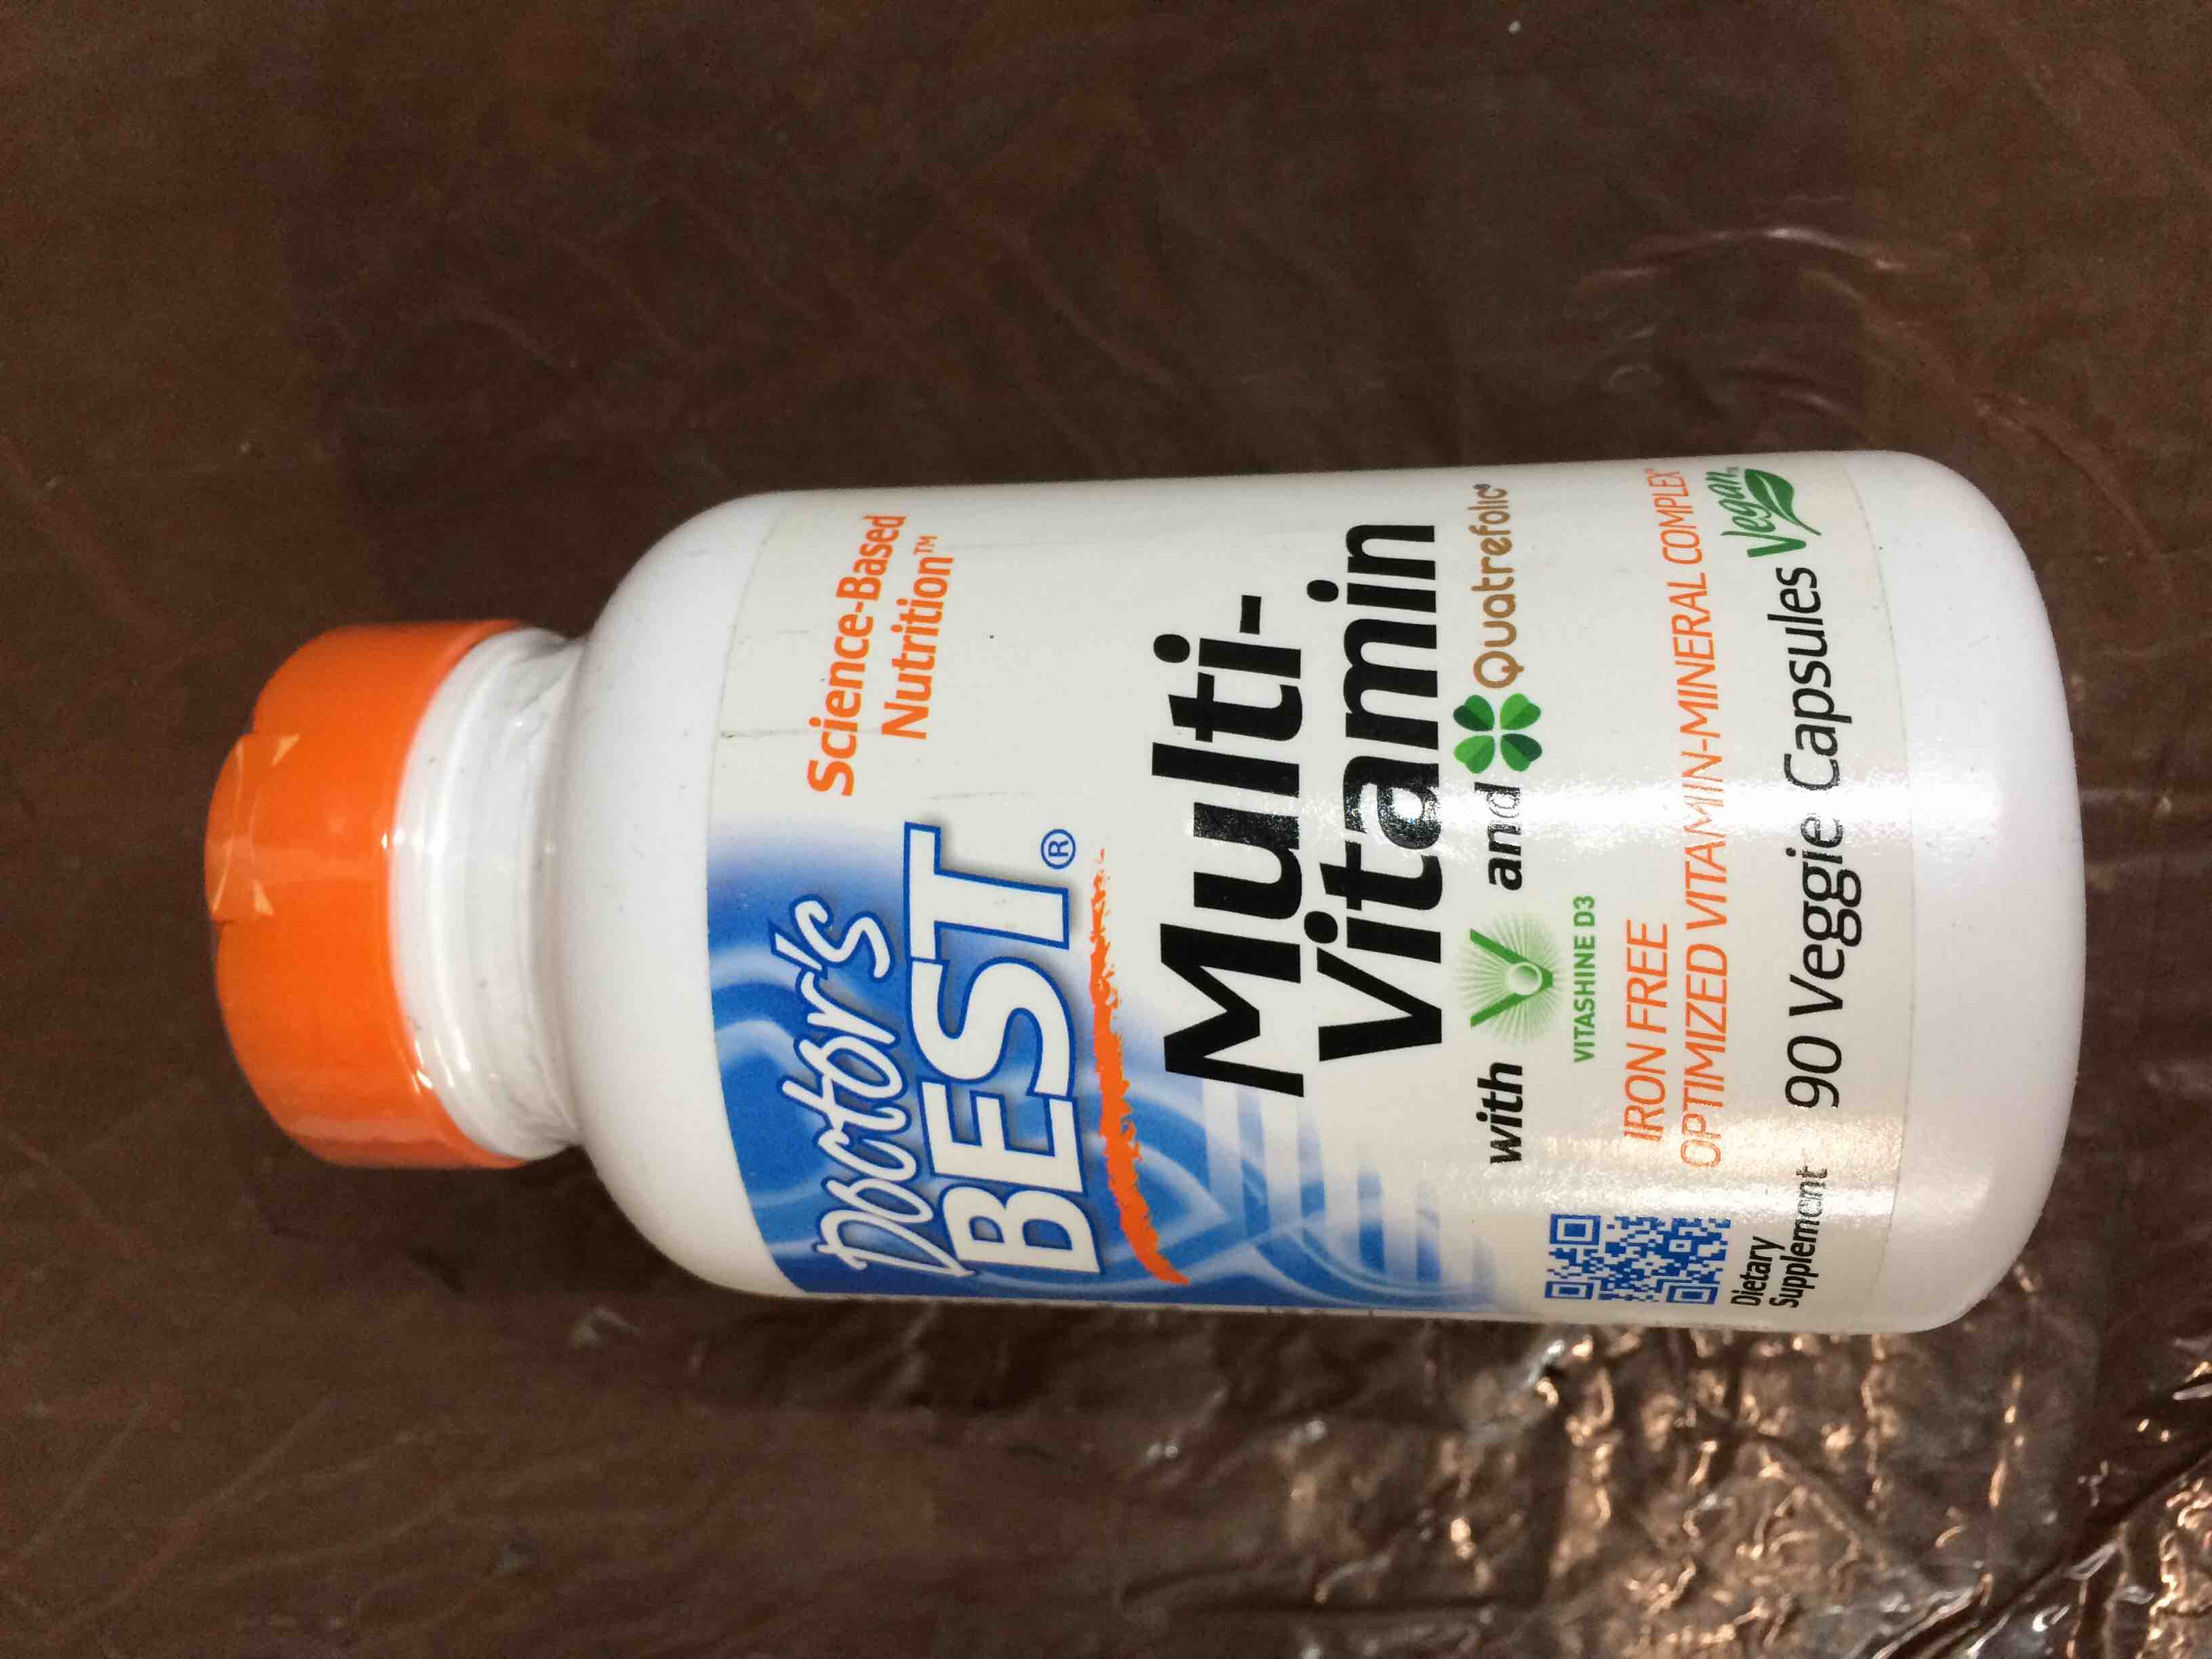 Doctor's
BEST®
Science-Based
Nutrition™
Multi-
Vitamin
with VITASHINE D3 and Quatrefolic®
IRON FREE
OPTIMIZED VITAMIN-MINERAL COMPLEX*
Dietary
Supplement
90 Veggie Capsules
Vegan